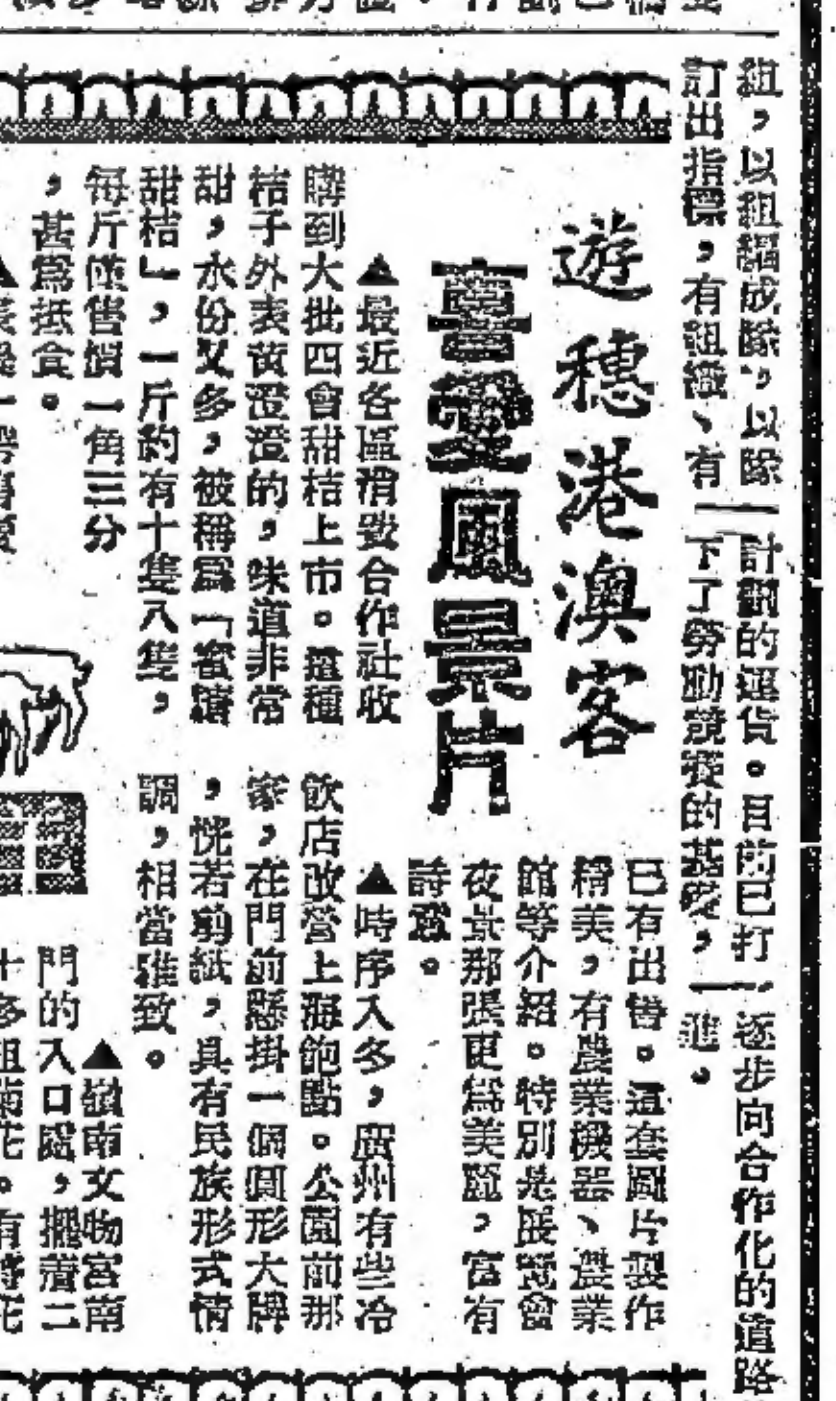 組，以組編成隊，以隊
訂出指標，有組織、有
計劃的運貨。目前已打
下了勞動競賽的基礎，
逐步向合作化的道路
進。
遊穗港澳客
喜愛風景片
▲最近各區消費合作社收
購到大批四會甜桔上市。這種
桔子外表黃澄澄的，味道非常
甜，水份又多，被稱爲「蜜糖
甜桔」，一斤約有十隻八隻，
每斤僅售價一角三分
，甚爲抵食。
已有出售。這套圖片製作
精美，有農業機器、農業
館等介紹。特別是展覽會
夜景那張更爲美麗，富有
詩意。
▲時序入冬，廣州有些冷
飲店改營上海飽點。公園前那
家，在門前懸掛一個圓形大牌
，恍若剪紙，具有民族形式情
調，相當雅致。
▲嶺南文物宮南
門的入口處，擺着二
十多組菊花。有